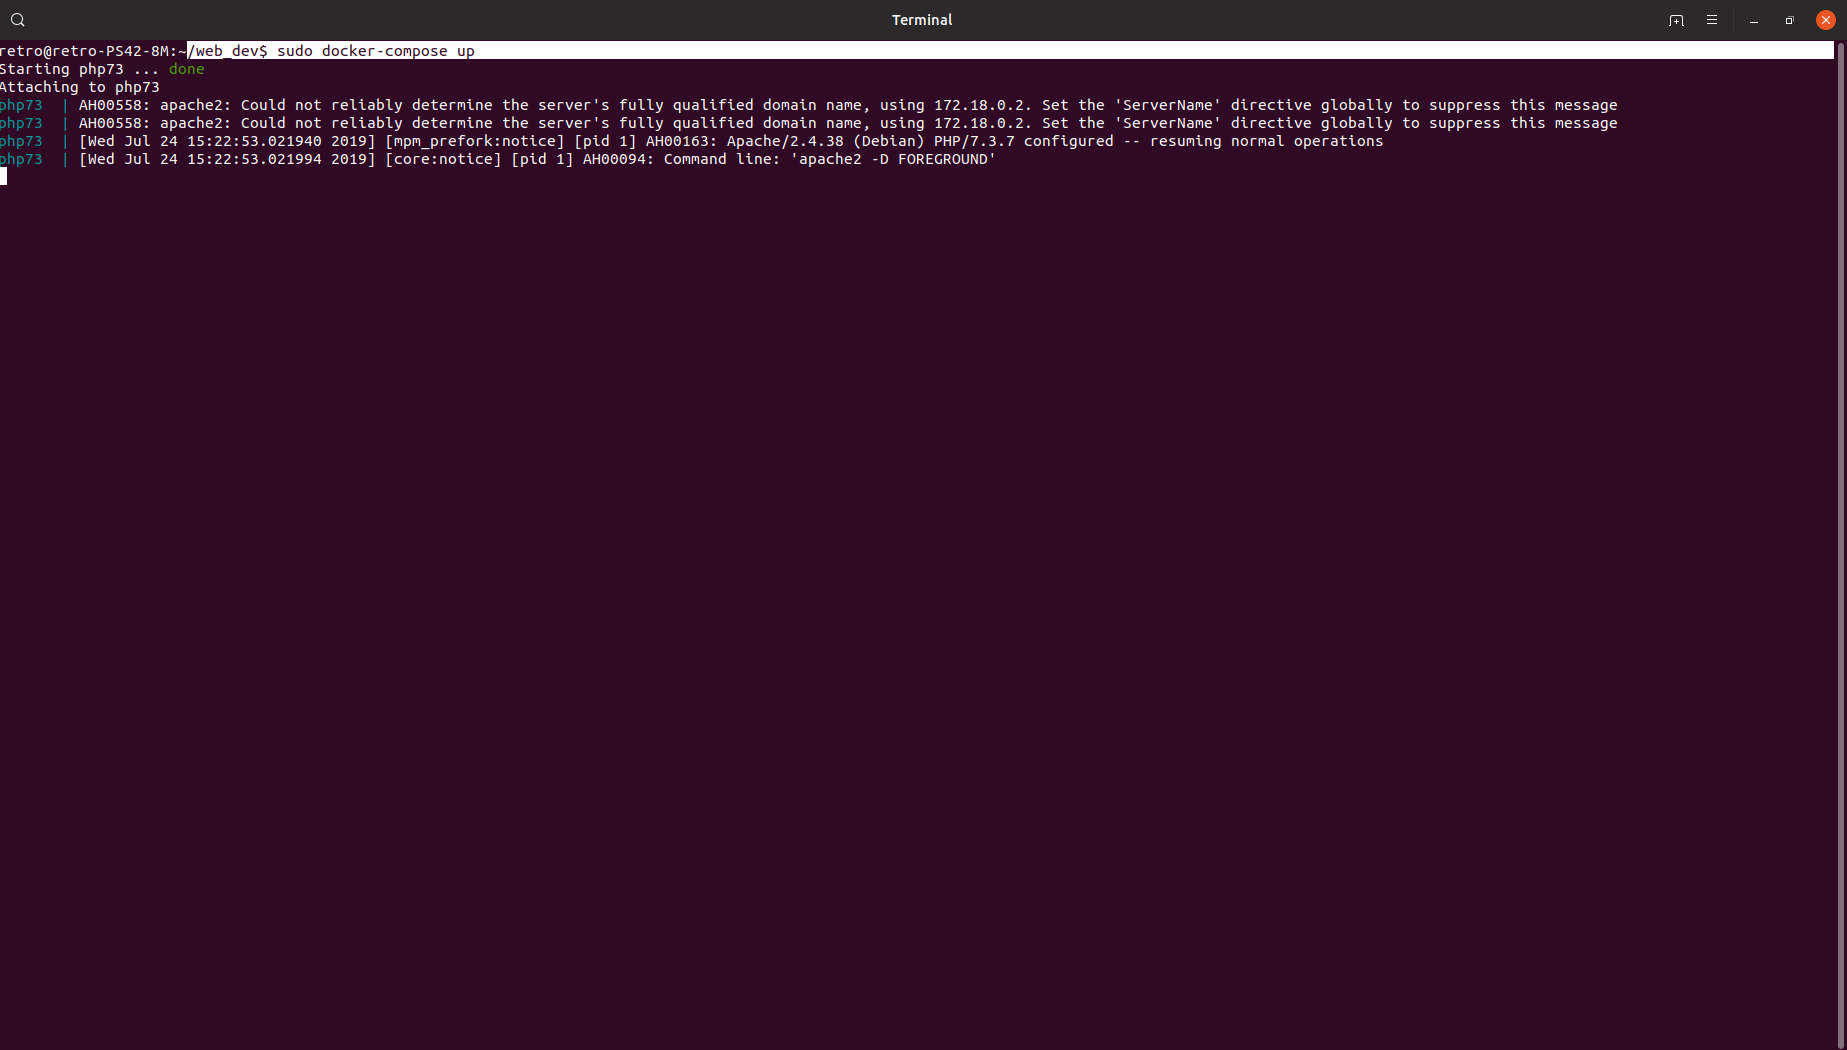 Terminal
retro@retro-PS42-8M:~/web_dev$ sudo docker-compose up
Starting php73 ... done
Attaching to php73
php73  | AH00558: apache2: Could not reliably determine the server's fully qualified domain name, using 172.18.0.2. Set the 'ServerName' directive globally to suppress this message
php73  | AH00558: apache2: Could not reliably determine the server's fully qualified domain name, using 172.18.0.2. Set the 'ServerName' directive globally to suppress this message
php73  | [Wed Jul 24 15:22:53.021940 2019] [mpm_prefork:notice] [pid 1] AH00163: Apache/2.4.38 (Debian) PHP/7.3.7 configured -- resuming normal operations
php73  | [Wed Jul 24 15:22:53.021994 2019] [core:notice] [pid 1] AH00094: Command line: 'apache2 -D FOREGROUND'